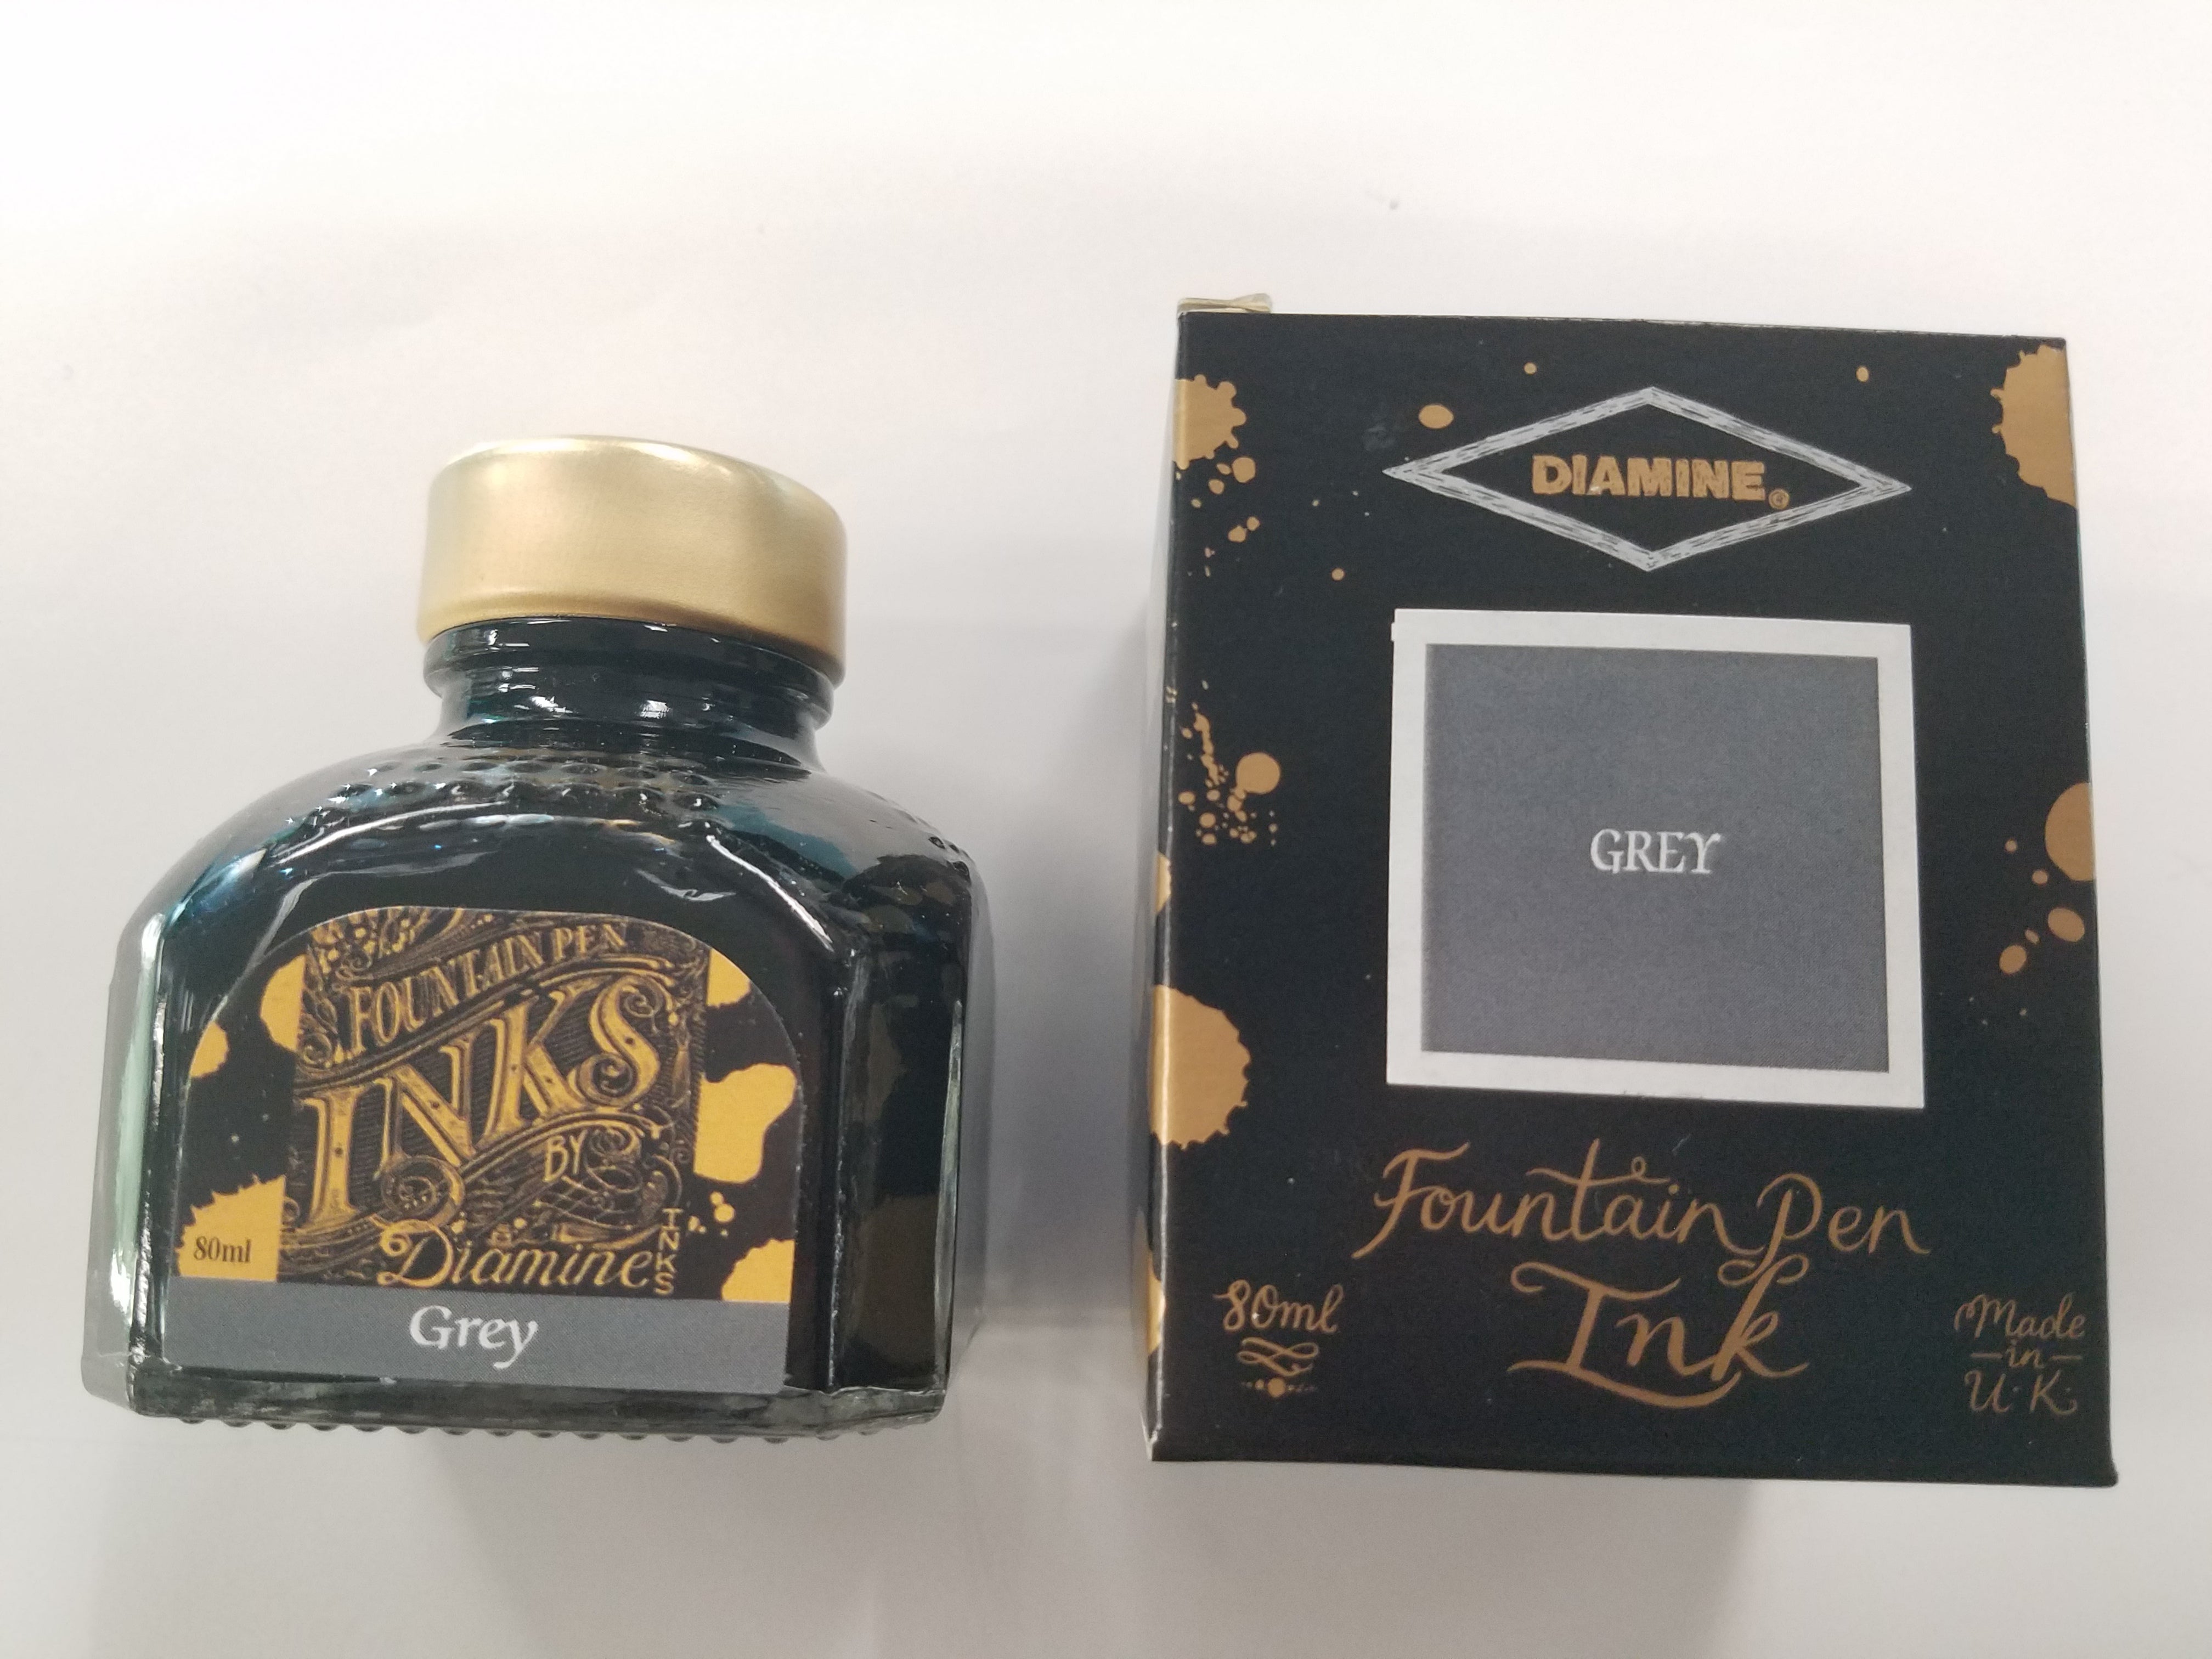 FOUNTAIN PEN
INKS
BY
Diamine
INKS
80ml
Grey
DIAMINE®
GREY
Fountain Pen
Ink
80ml
Made
in
U.K.